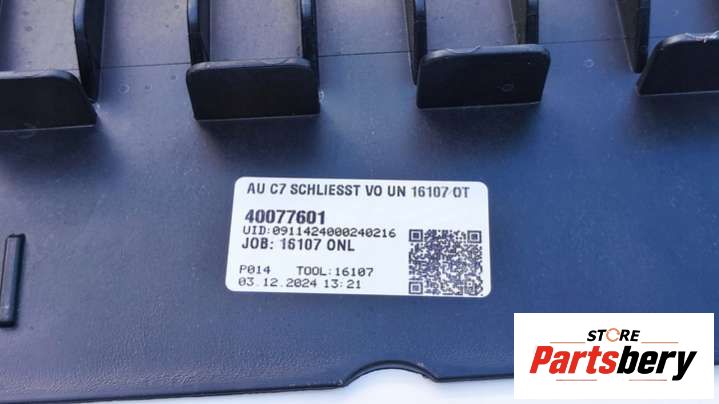 AU C7 SCHLIESST VO UN 16107 OT
40077601
UID:0911424000240216
JOB: 16107 ONL
P014 TOOL:16107
03.12.2024 13:21
STORE
Partsbery